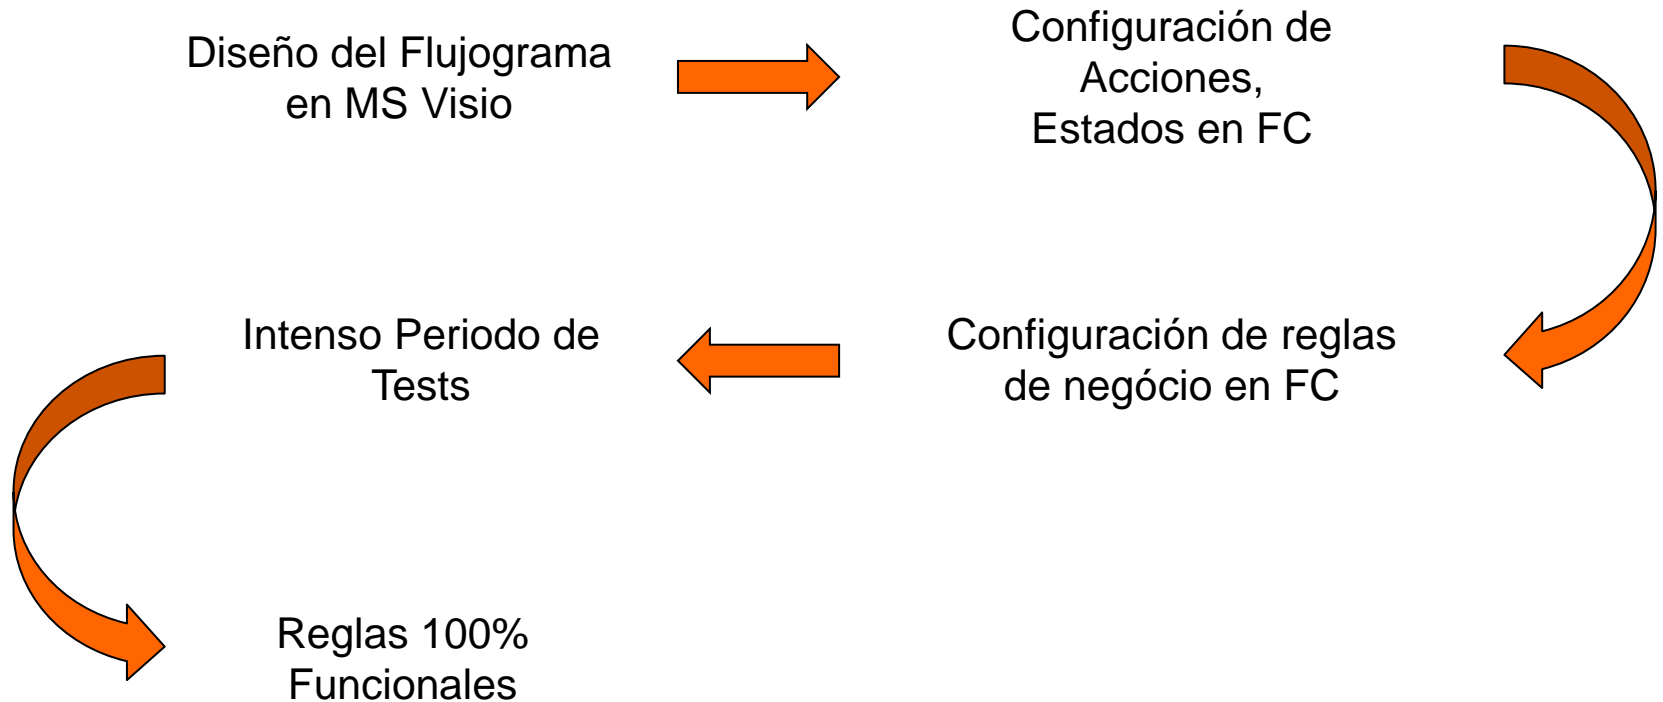 Diseño del Flujograma
en MS Visio
Configuración de
Acciones,
Estados en FC
Configuración de reglas
de negócio en FC
Intenso Periodo de
Tests
Reglas 100%
Funcionales